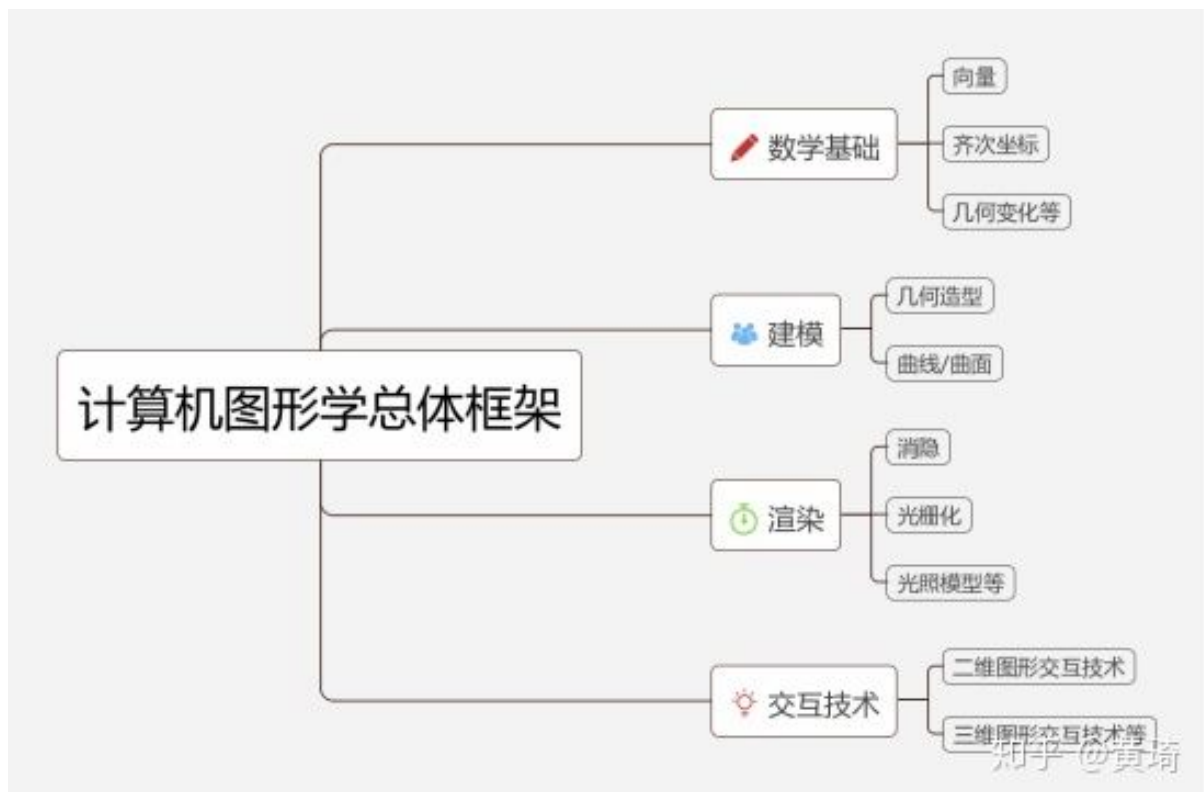 计算机图形学总体框架
数学基础
向量
齐次坐标
几何变化等
建模
几何造型
曲线/曲面
渲染
消隐
光栅化
光照模型等
交互技术
二维图形交互技术
三维图形交互技术等
知乎 @黄琦